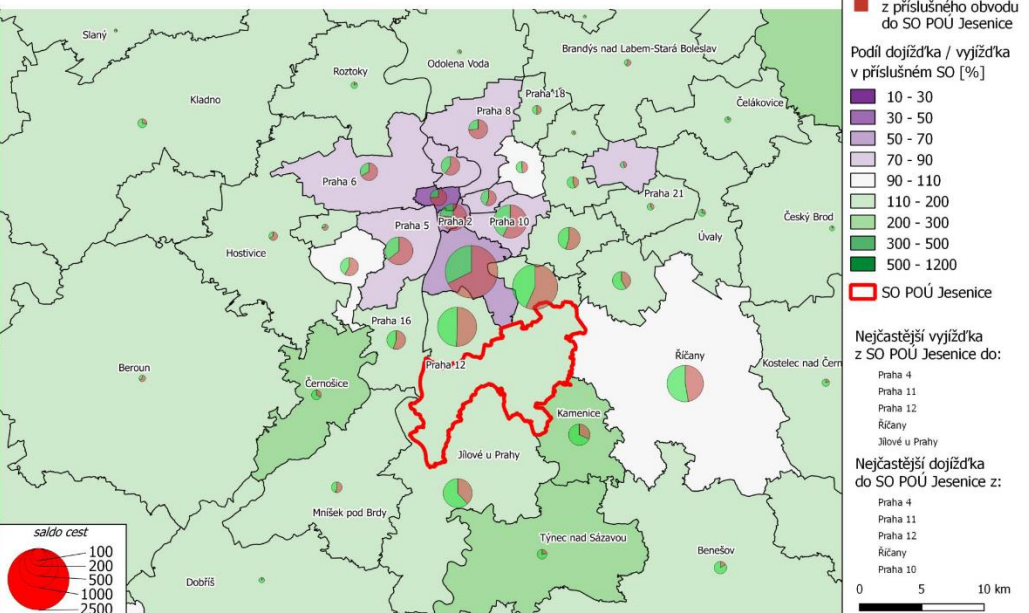 Slaný
Kladno
Roztoky
Odolena Voda
Brandýs nad Labem-Stará Boleslav
Čelákovice
Praha 18
Praha 8
Praha 6
Praha 21
Praha 5
Praha 2
Praha 10
Český Brod
Úvaly
Hostivice
Praha 16
Praha 12
Beroun
Černošice
Říčany
Kostelec nad Čern
Kamenice
Jílové u Prahy
Mníšek pod Brdy
Týnec nad Sázavou
Benešov
Dobříš
saldo cest
100
200
500
1000
2500
z příslušného obvodu
do SO POÚ Jesenice
Podíl dojížďka / vyjížďka
v příslušném SO [%]
10 - 30
30 - 50
50 - 70
70 - 90
90 - 110
110 - 200
200 - 300
300 - 500
500 - 1200
SO POÚ Jesenice
Nejčastější vyjížďka
z SO POÚ Jesenice do:
Praha 4
Praha 11
Praha 12
Říčany
Jílové u Prahy
Nejčastější dojížďka
do SO POÚ Jesenice z:
Praha 4
Praha 11
Praha 12
Říčany
Praha 10
0 5 10 km